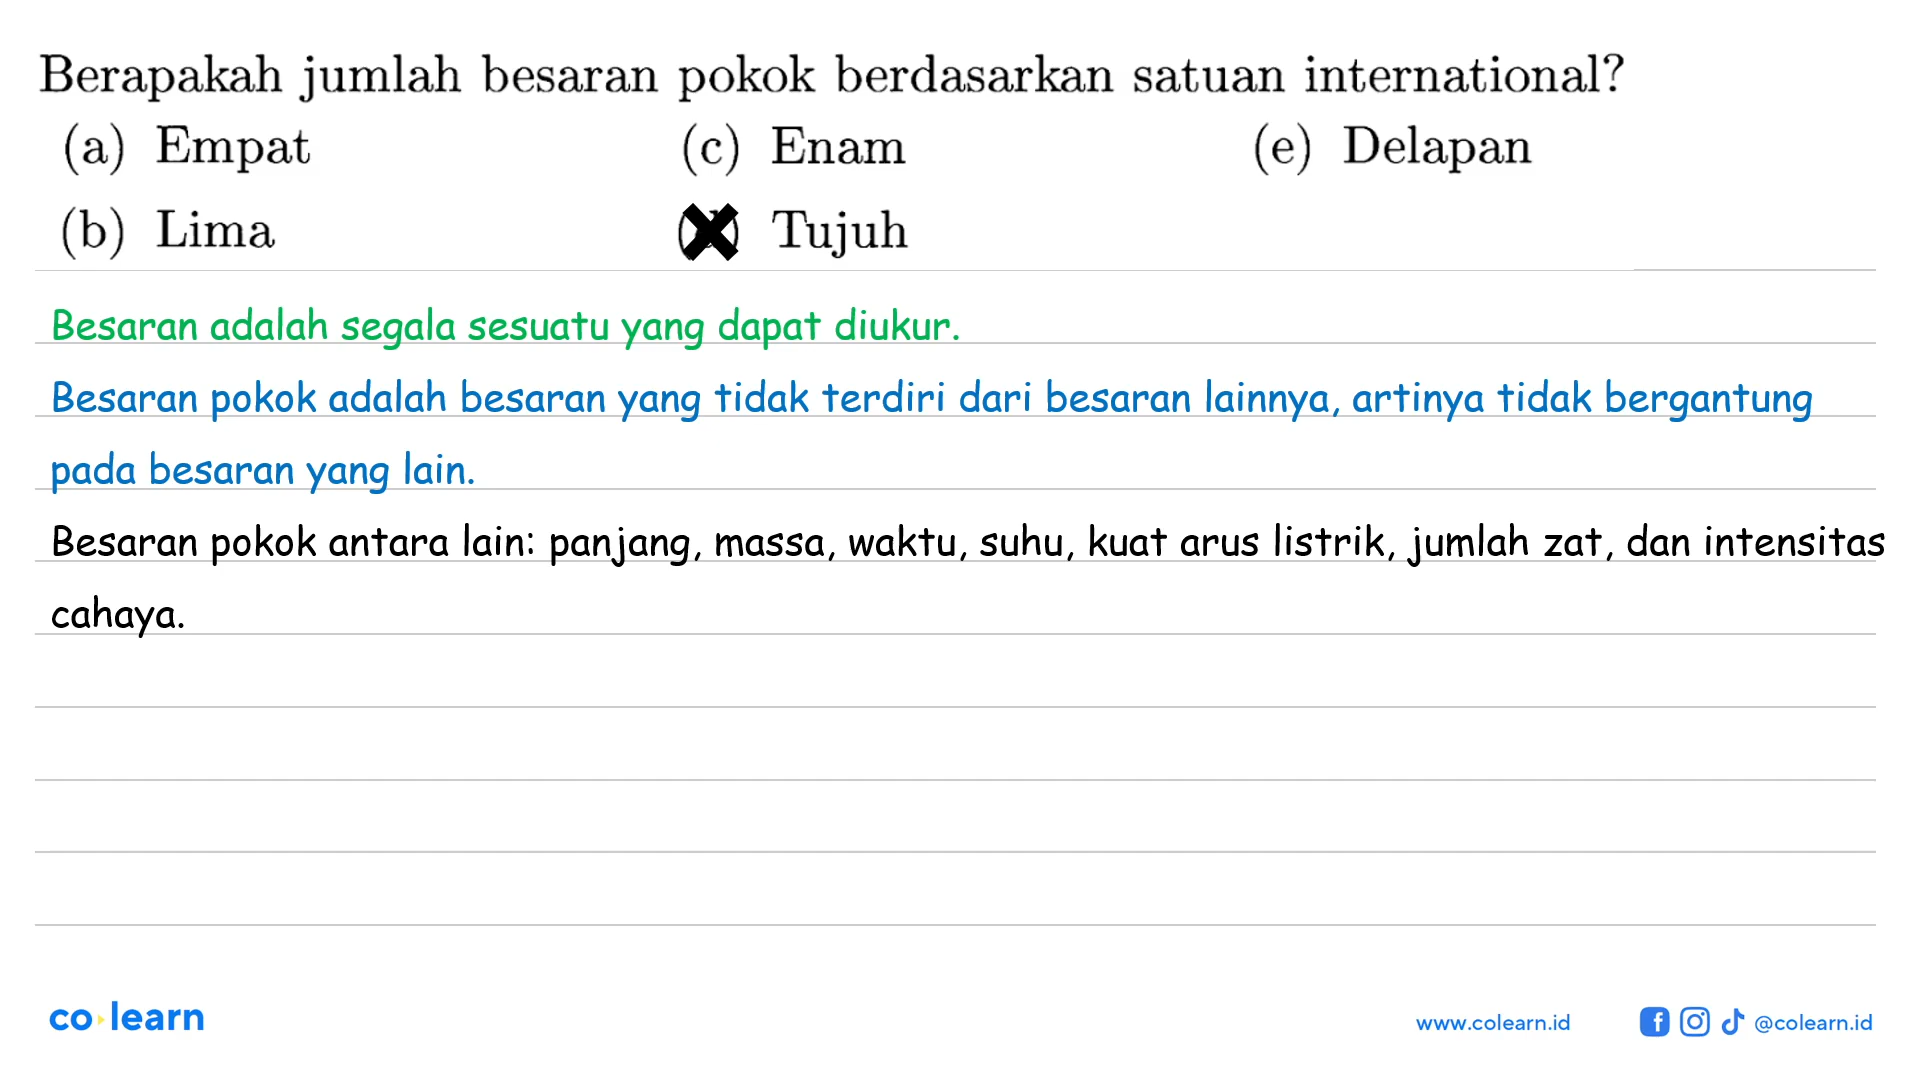 Berapakah jumlah besaran pokok berdasarkan satuan international?
(a) Empat (c) Enam (e) Delapan
(b) Lima Tujuh
Besaran adalah segala sesuatu yang dapat diukur.
Besaran pokok adalah besaran yang tidak terdiri dari besaran lainnya, artinya tidak bergantung
pada besaran yang lain.
Besaran pokok antara lain: panjang, massa, waktu, suhu, kuat arus listrik, jumlah zat, dan intensitas
cahaya.
co learn www.colearn.id @colearn.id